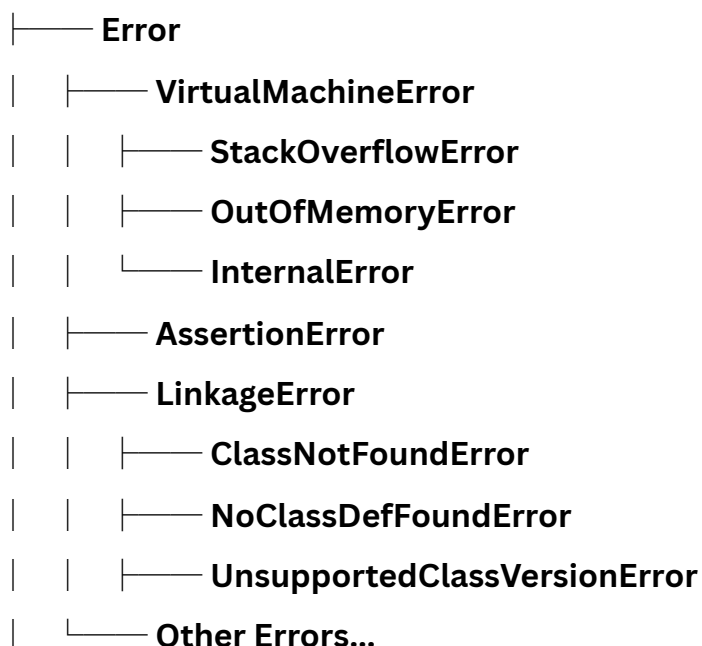 Error
VirtualMachineError
StackOverflowError
OutOfMemoryError
InternalError
AssertionError
LinkageError
ClassNotFoundError
NoClassDefFoundError
UnsupportedClassVersionError
Other Errors...